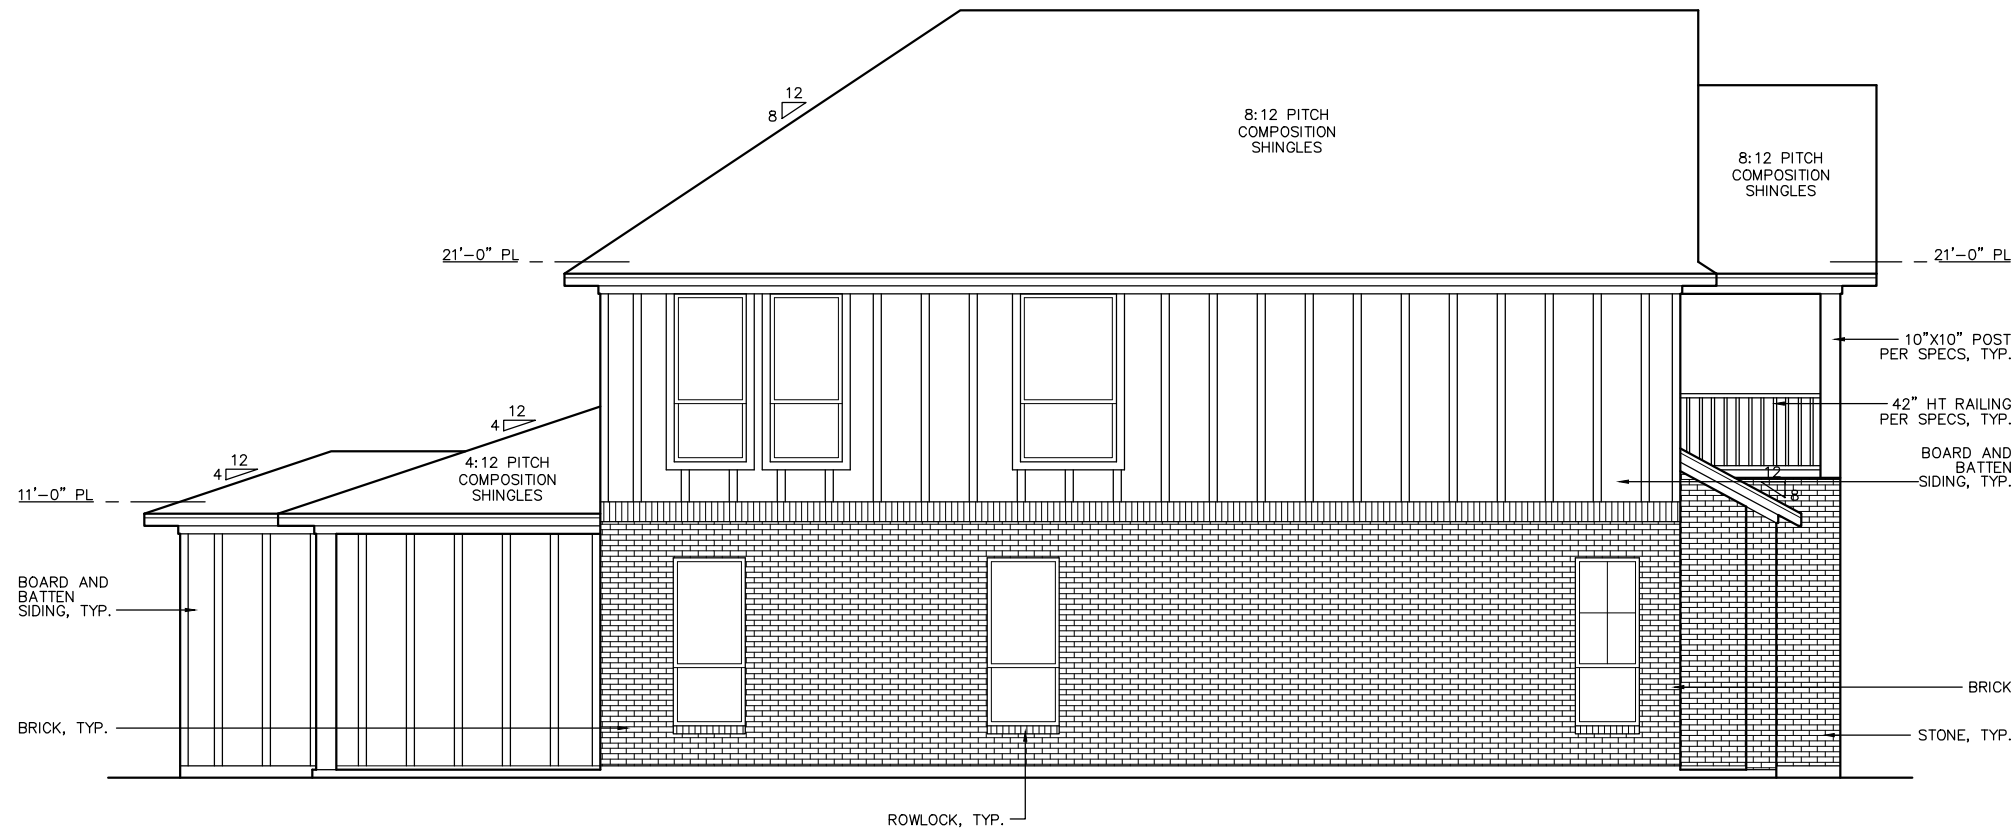 12
8
8:12 PITCH
COMPOSITION
SHINGLES
8:12 PITCH
COMPOSITION
SHINGLES
21'-0" PL
21'-0" PL
10"X10" POST
PER SPECS, TYP.
42" HT RAILING
PER SPECS, TYP.
12
4
BOARD AND
BATTEN
SIDING, TYP.
12
4
4:12 PITCH
COMPOSITION
SHINGLES
12
8
11'-0" PL
BOARD AND
BATTEN
SIDING, TYP.
BRICK
BRICK, TYP.
STONE, TYP.
ROWLOCK, TYP.